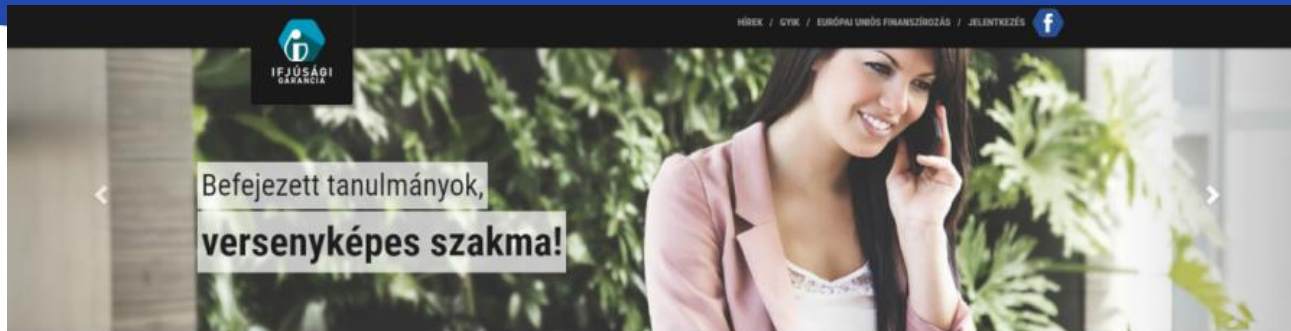 HÍREK / GYIK / EURÓPAI UNIÓS FINANSZÍROZÁS / JELENTKEZÉS f
IFJÚSÁGI
GARANCIA
Befejezett tanulmányok,
versenyképes szakma!